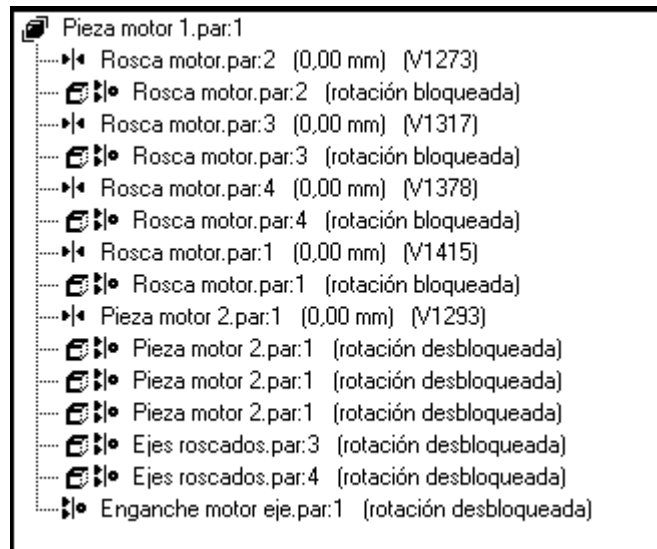 Pieza motor 1.par:1
Rosca motor.par:2 (0,00 mm) (V1273)
Rosca motor.par:2 (rotación bloqueada)
Rosca motor.par:3 (0,00 mm) (V1317)
Rosca motor.par:3 (rotación bloqueada)
Rosca motor.par:4 (0,00 mm) (V1378)
Rosca motor.par:4 (rotación bloqueada)
Rosca motor.par:1 (0,00 mm) (V1415)
Rosca motor.par:1 (rotación bloqueada)
Pieza motor 2.par:1 (0,00 mm) (V1293)
Pieza motor 2.par:1 (rotación desbloqueada)
Pieza motor 2.par:1 (rotación desbloqueada)
Pieza motor 2.par:1 (rotación desbloqueada)
Ejes roscados.par:3 (rotación desbloqueada)
Ejes roscados.par:4 (rotación desbloqueada)
Enganche motor eje.par:1 (rotación desbloqueada)